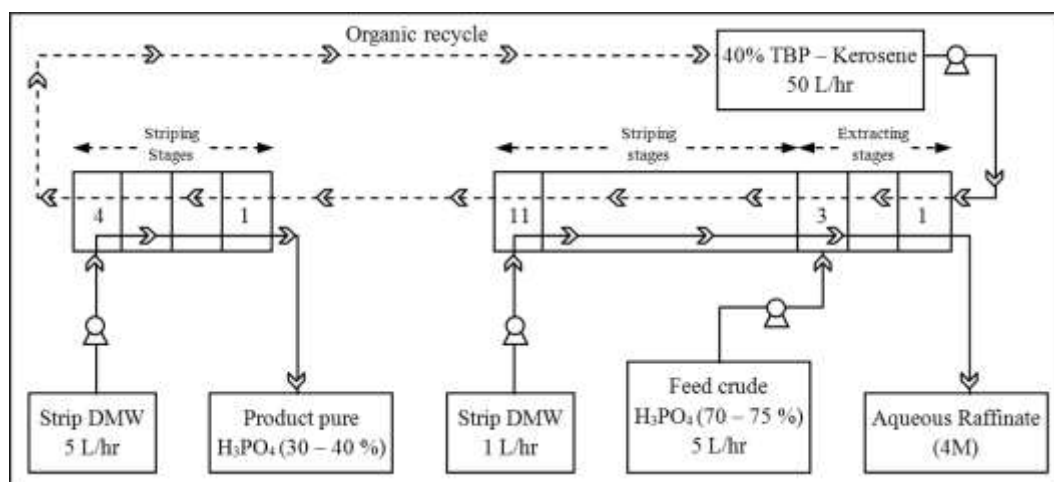 Organic recycle
40% TBP – Kerosene
50 L/hr
Striping
Stages
Striping
stages
Extracting
stages
4
1
11
3
1
Strip DMW
5 L/hr
Product pure
H₃PO₄ (30 – 40 %)
Strip DMW
1 L/hr
Feed crude
H₃PO₄ (70 – 75 %)
5 L/hr
Aqueous Raffinate
(4M)